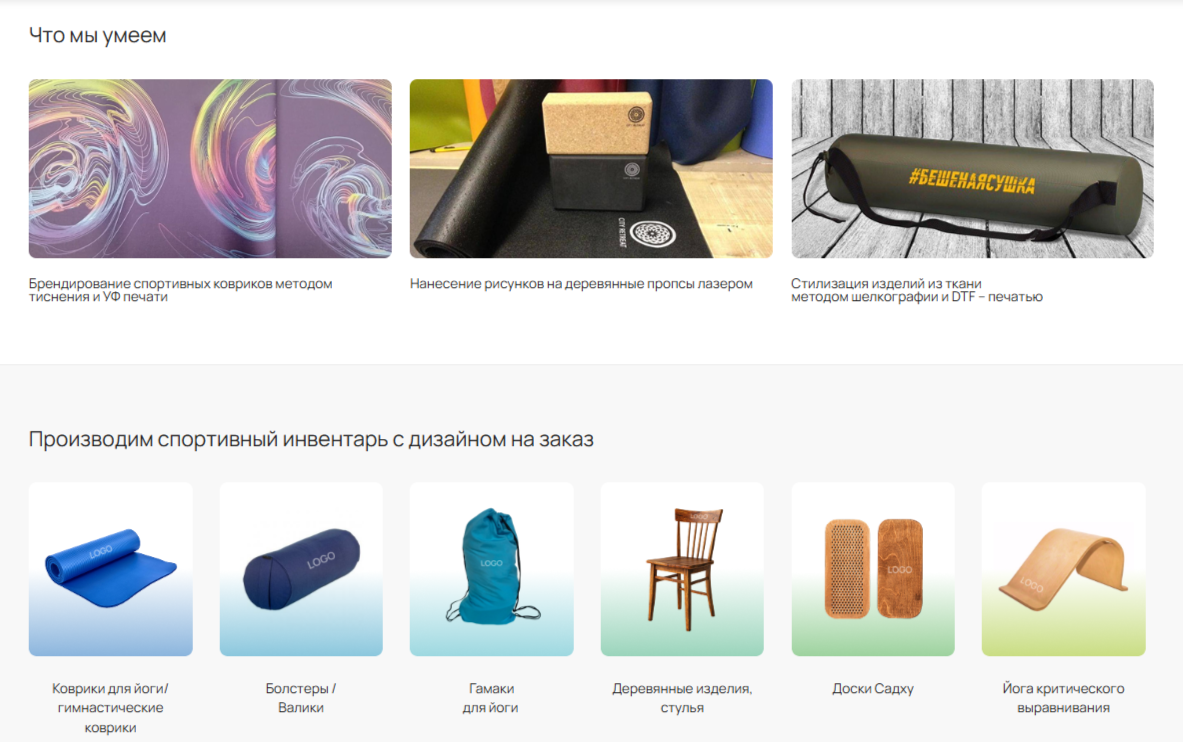 Что мы умеем
#БЕШЕНАЯСУШКА
CITY RETREAT
Брендирование спортивных ковриков методом
тиснения и УФ печати
Нанесение рисунков на деревянные пропсы лазером
Стилизация изделий из ткани
методом шелкографии и DTF – печатью
Производим спортивный инвентарь с дизайном на заказ
LOGO
LOGO
LOGO
LOGO
LOGO
LOGO
Коврики для йоги/
гимнастические
коврики
Болстеры /
Валики
Гамаки
для йоги
Деревянные изделия,
стулья
Доски Садху
Йога критического
выравнивания